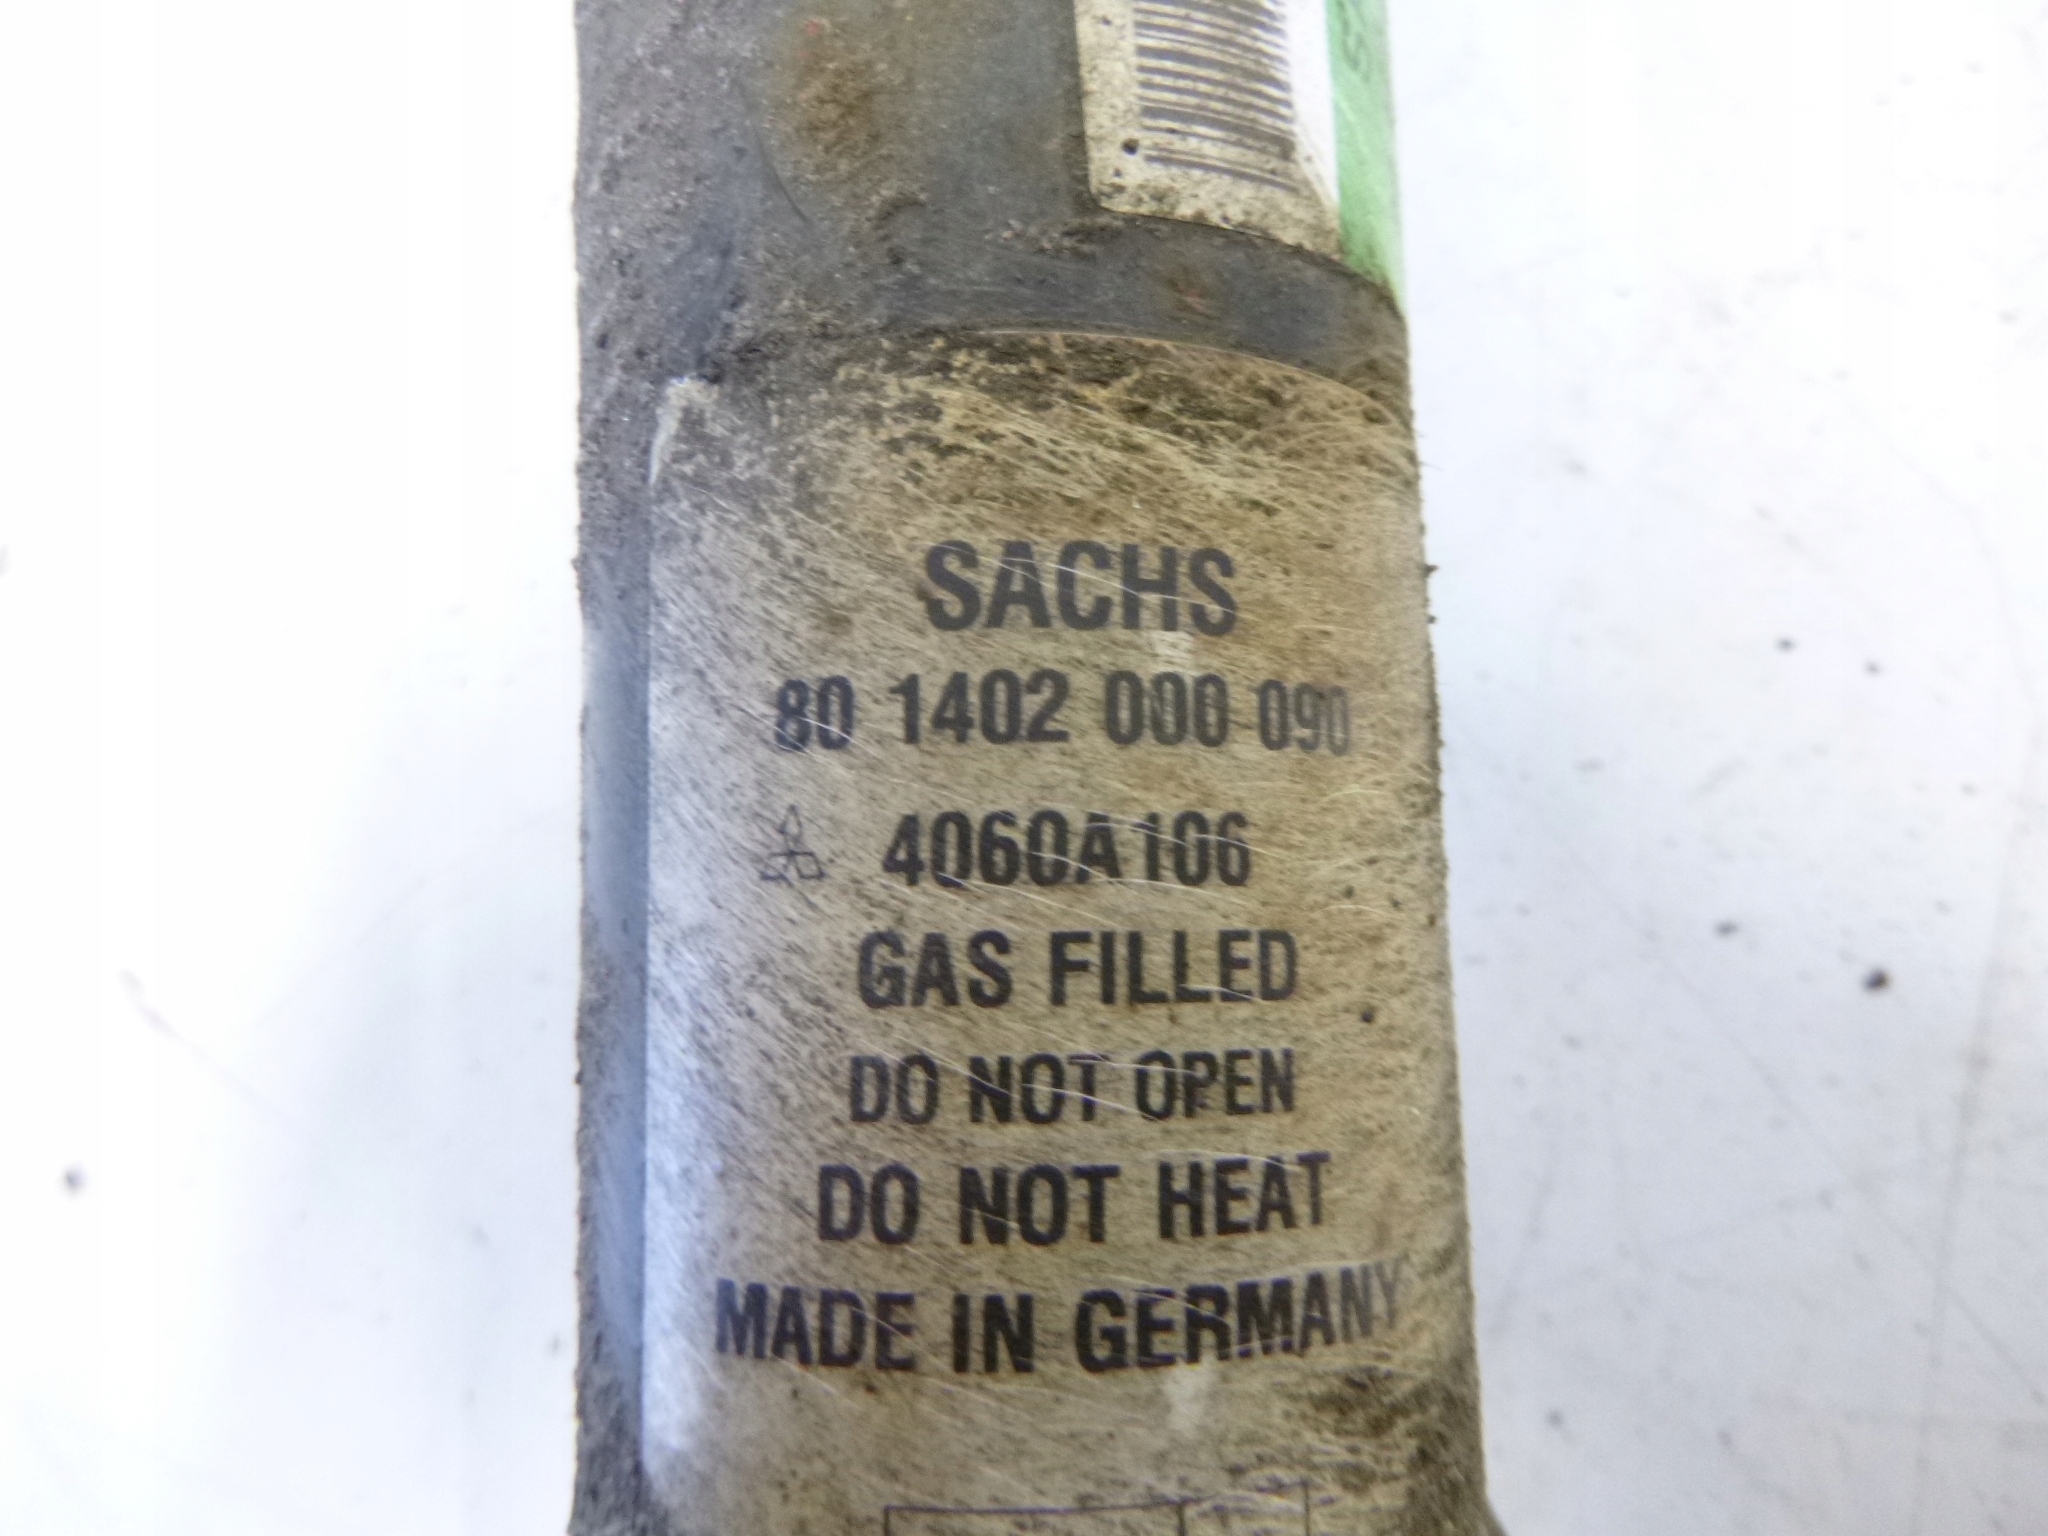 SACHS
80 1402 000 090
4060A106
GAS FILLED
DO NOT OPEN
DO NOT HEAT
MADE IN GERMANY